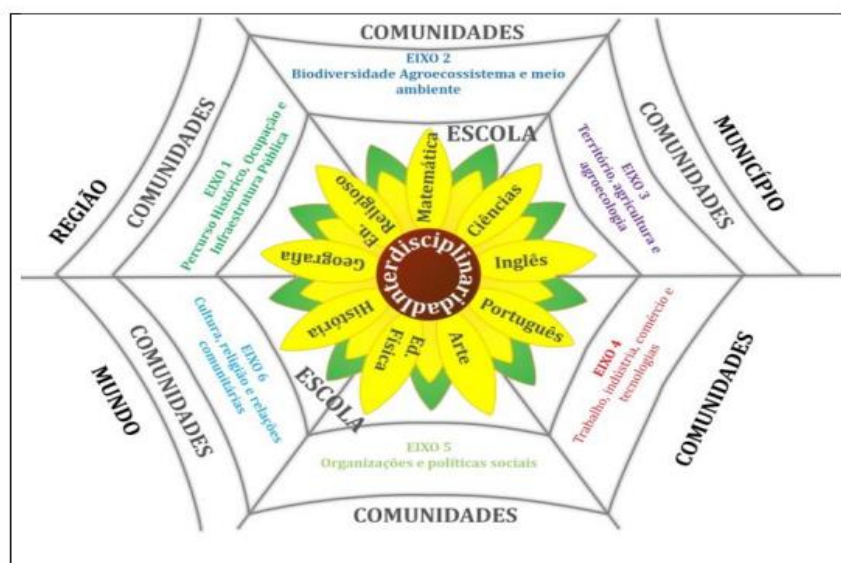 COMUNIDADES
EIXO 2
Biodiversidade Agroecossistema e meio
ambiente
ESCOLA
COMUNIDADES
REGIÃO
EIXO 1
Percurso Histórico, Ocupação e
Infraestrutura Pública
COMUNIDADES
MUNICÍPIO
EIXO 3
Território, agricultura e
agroecologia
Matemática
Ciências
Inglês
Português
Arte
Ed.
Física
História
Geografia
En.
Religioso
Interdisciplinaridad
COMUNIDADES
MUNDO
EIXO 6
Cultura, religião e relações
comunitárias
ESCOLA
EIXO 4
Trabalho, indústria, comércio e
tecnologias
COMUNIDADES
EIXO 5
Organizações e políticas sociais
COMUNIDADES